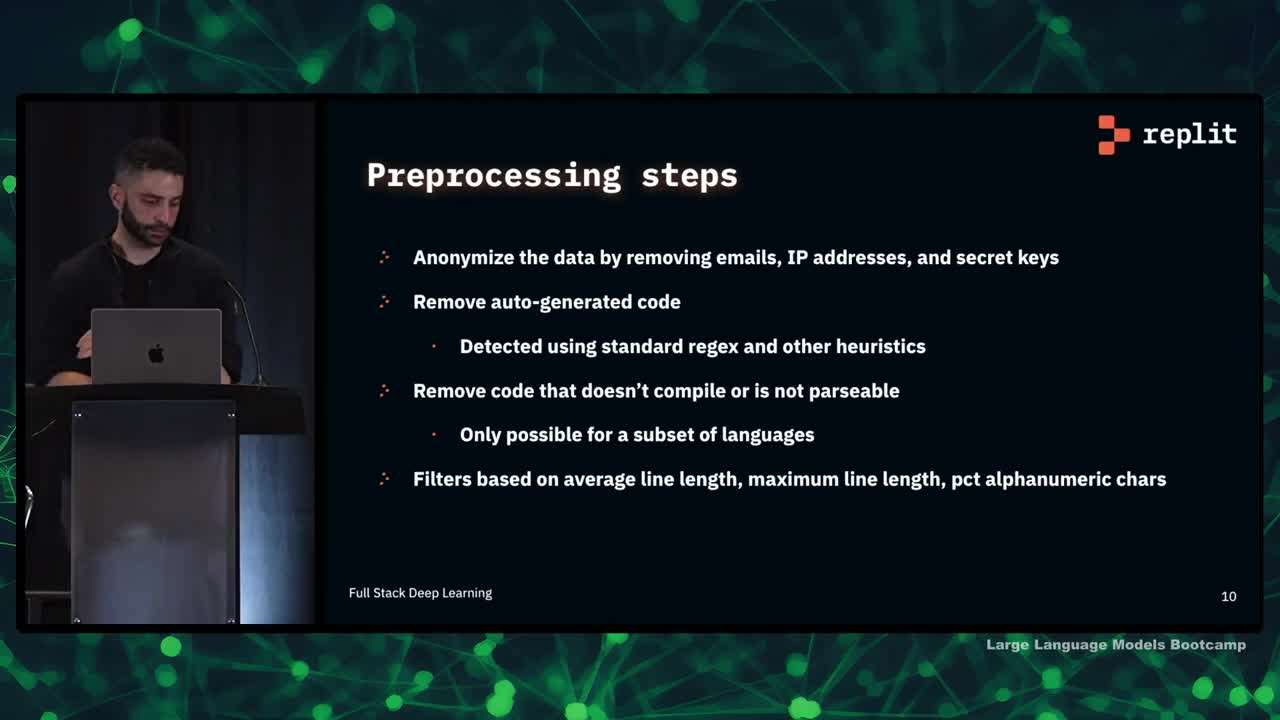 replit
Preprocessing steps
Anonymize the data by removing emails, IP addresses, and secret keys
Remove auto-generated code
Detected using standard regex and other heuristics
Remove code that doesn’t compile or is not parseable
Only possible for a subset of languages
Filters based on average line length, maximum line length, pct alphanumeric chars
Full Stack Deep Learning
10
Large Language Models Bootcamp